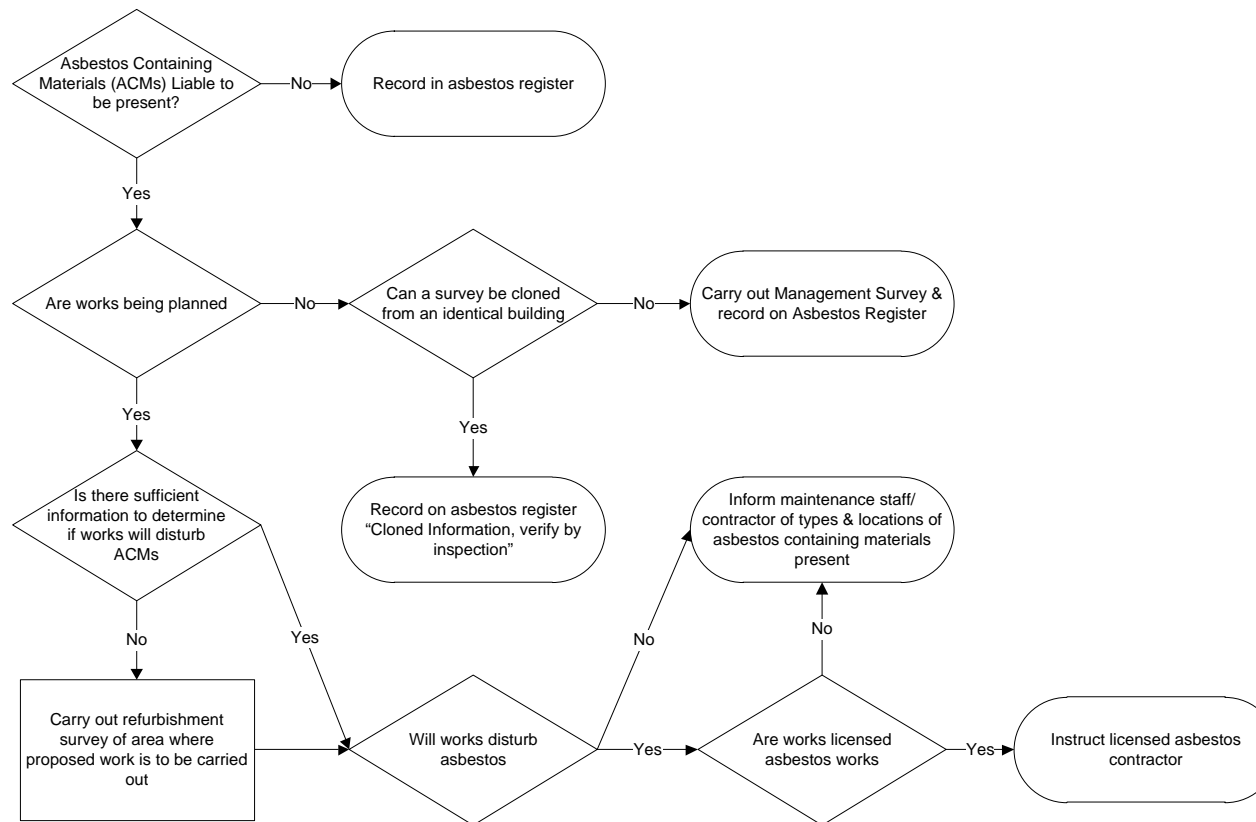 Asbestos Containing
Materials (ACMs) Liable to
be present?
No
Record in asbestos register
Yes
Are works being planned
No
Can a survey be cloned
from an identical building
No
Carry out Management Survey &
record on Asbestos Register
Yes
Yes
Is there sufficient
information to determine
if works will disturb
ACMs
Record on asbestos register
“Cloned Information, verify by
inspection”
Inform maintenance staff/
contractor of types & locations of
asbestos containing materials
present
No
Yes
No
No
Carry out refurbishment
survey of area where
proposed work is to be carried
out
Will works disturb
asbestos
Yes
Are works licensed
asbestos works
Yes
Instruct licensed asbestos
contractor